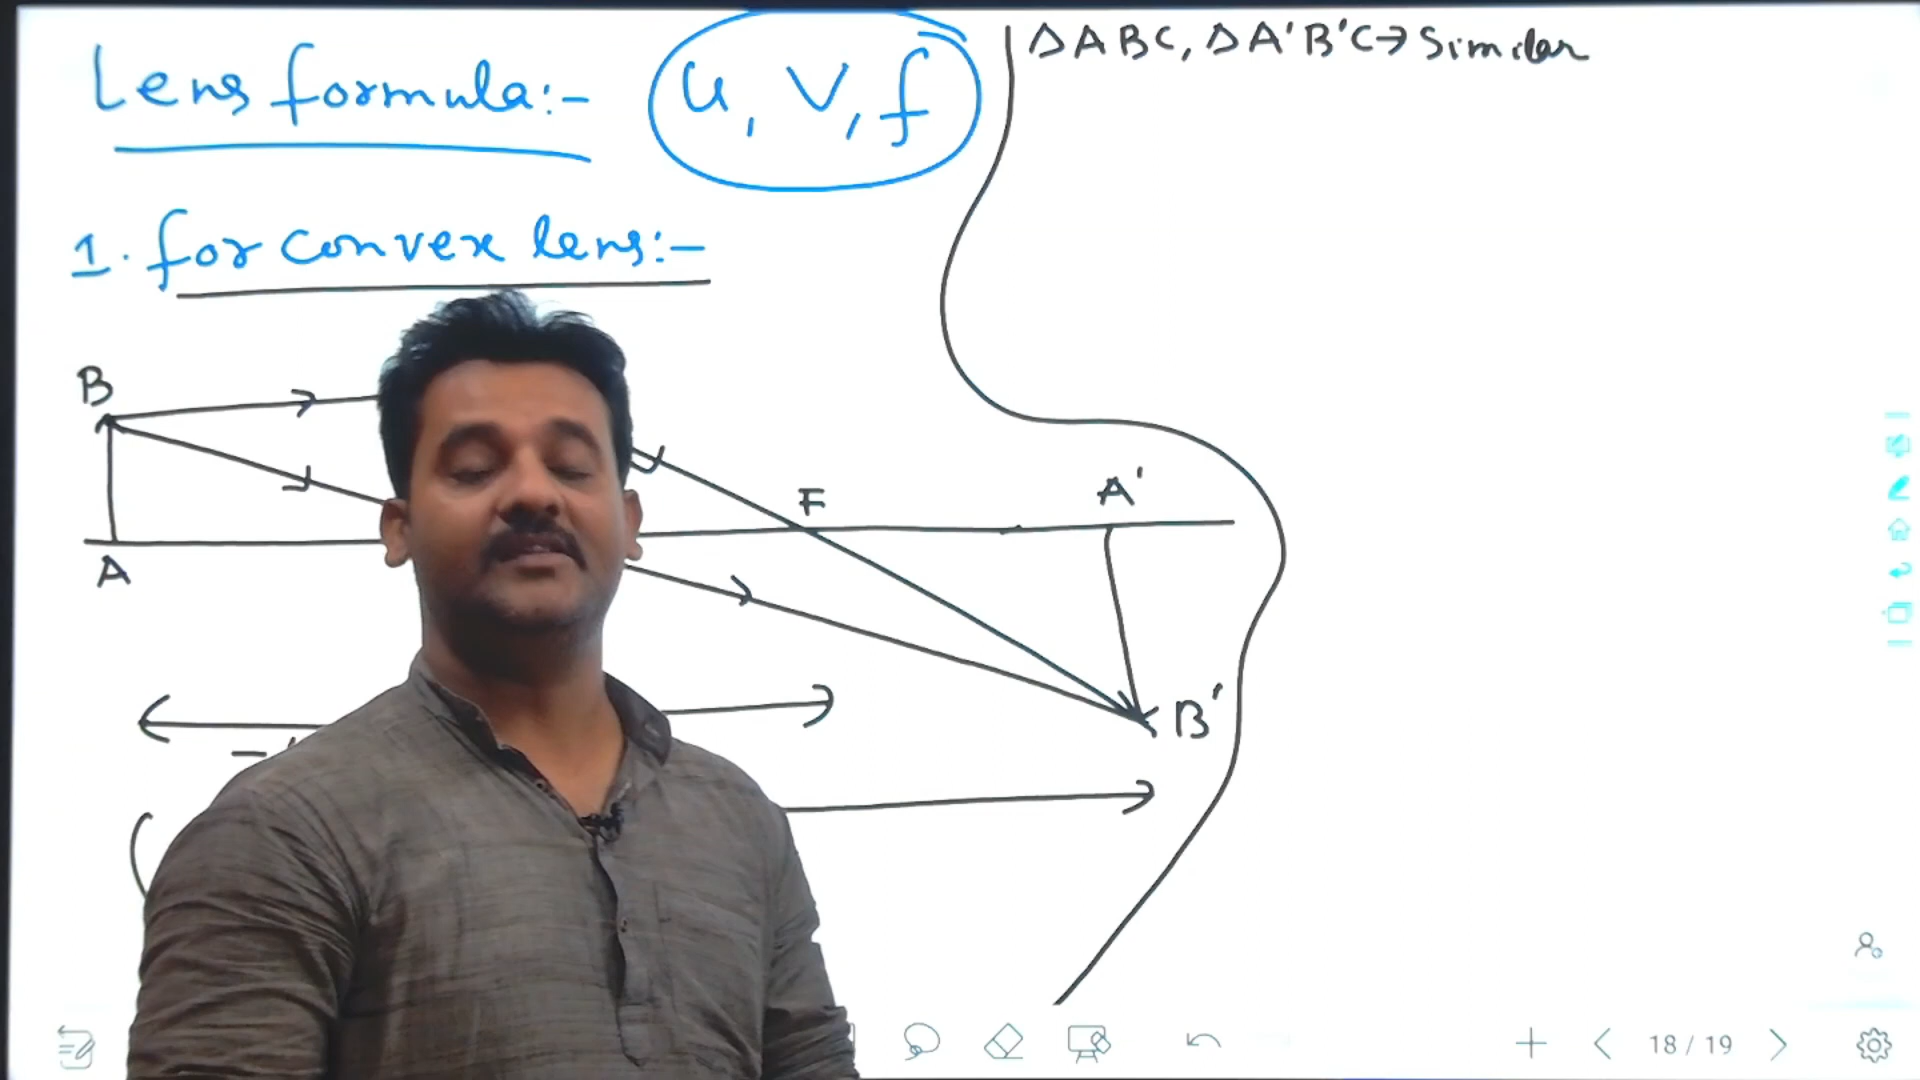 Lens formula:- u, v, f
1. for convex lens:-
ΔABC, ΔA'B'C → Similar
B
F
A'
A
B'
18 / 19